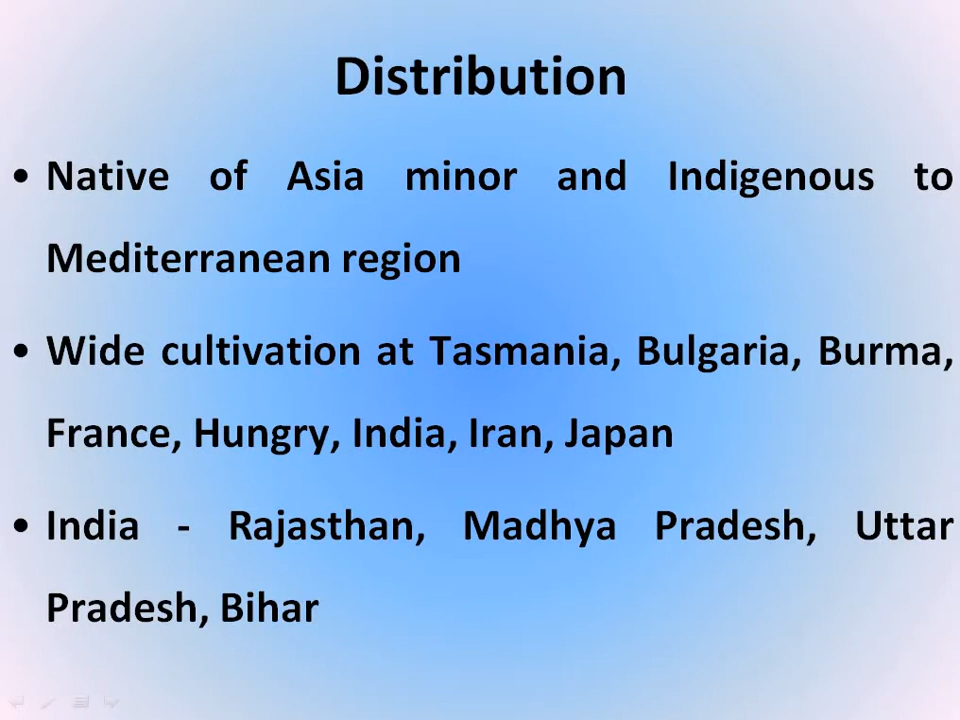 Distribution
• Native of Asia minor and Indigenous to
Mediterranean region
• Wide cultivation at Tasmania, Bulgaria, Burma,
France, Hungry, India, Iran, Japan
• India - Rajasthan, Madhya Pradesh, Uttar
Pradesh, Bihar